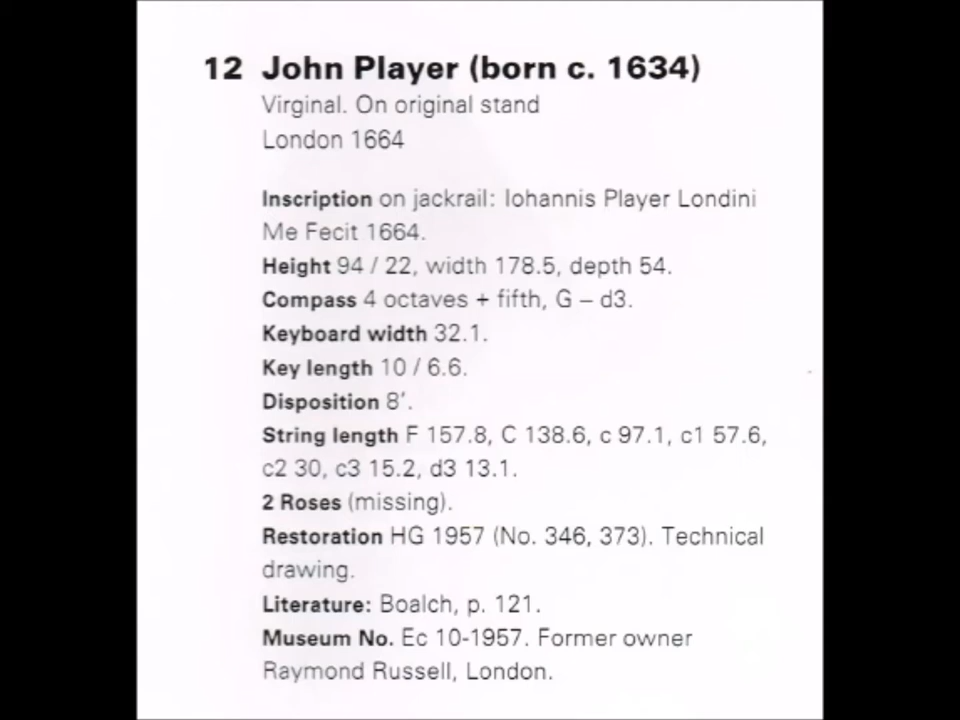 12 John Player (born c. 1634)
Virginal. On original stand
London 1664
Inscription on jackrail: Iohannis Player Londini
Me Fecit 1664.
Height 94 / 22, width 178.5, depth 54.
Compass 4 octaves + fifth, G – d3.
Keyboard width 32.1.
Key length 10 / 6.6.
Disposition 8'.
String length F 157.8, C 138.6, c 97.1, c1 57.6,
c2 30, c3 15.2, d3 13.1.
2 Roses (missing).
Restoration HG 1957 (No. 346, 373). Technical
drawing.
Literature: Boalch, p. 121.
Museum No. Ec 10-1957. Former owner
Raymond Russell, London.